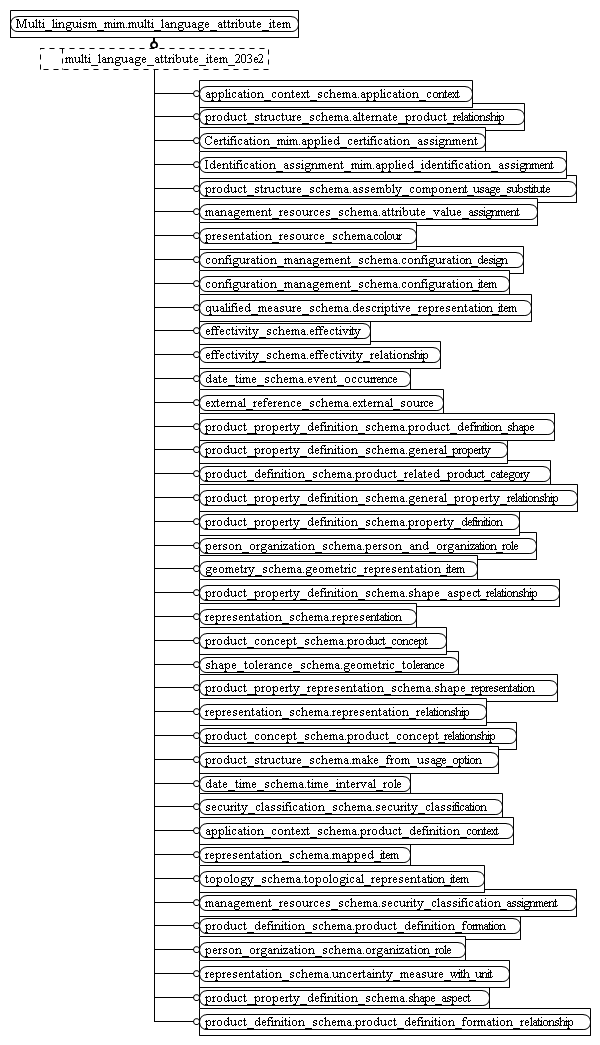 Multi_linguism_mim.multi_language_attribute_item
multi_language_attribute_item_203e2
application_context_schema.application_context
product_structure_schema.alternate_product_relationship
Certification_mim.applied_certification_assignment
Identification_assignment_mim.applied_identification_assignment
product_structure_schema.assembly_component_usage_substitute
management_resources_schema.attribute_value_assignment
presentation_resource_schema.colour
configuration_management_schema.configuration_design
configuration_management_schema.configuration_item
qualified_measure_schema.descriptive_representation_item
effectivity_schema.effectivity
effectivity_schema.effectivity_relationship
date_time_schema.event_occurrence
external_reference_schema.external_source
product_property_definition_schema.product_definition_shape
product_property_definition_schema.general_property
product_definition_schema.product_related_product_category
product_property_definition_schema.general_property_relationship
product_property_definition_schema.property_definition
person_organization_schema.person_and_organization_role
geometry_schema.geometric_representation_item
product_property_definition_schema.shape_aspect_relationship
representation_schema.representation
product_concept_schema.product_concept
shape_tolerance_schema.geometric_tolerance
product_property_representation_schema.shape_representation
representation_schema.representation_relationship
product_concept_schema.product_concept_relationship
product_structure_schema.make_from_usage_option
date_time_schema.time_interval_role
security_classification_schema.security_classification
application_context_schema.product_definition_context
representation_schema.mapped_item
topology_schema.topological_representation_item
management_resources_schema.security_classification_assignment
product_definition_schema.product_definition_formation
person_organization_schema.organization_role
representation_schema.uncertainty_measure_with_unit
product_property_definition_schema.shape_aspect
product_definition_schema.product_definition_formation_relationship